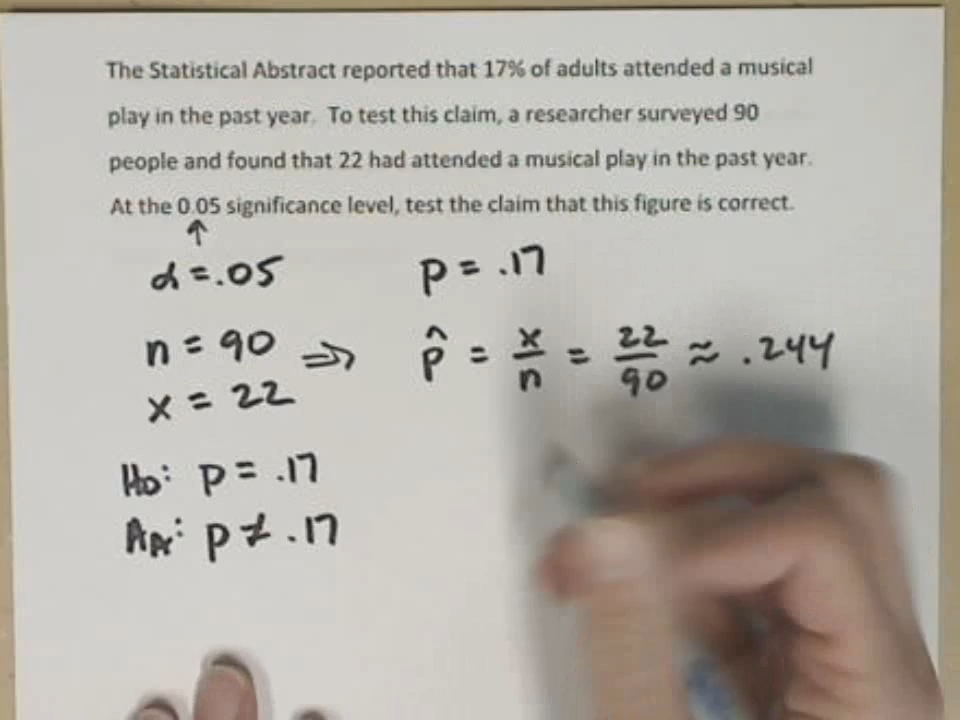 The Statistical Abstract reported that 17% of adults attended a musical
play in the past year. To test this claim, a researcher surveyed 90
people and found that 22 had attended a musical play in the past year.
At the 0.05 significance level, test the claim that this figure is correct.
↑
α = .05 p = .17
n = 90 ⇒ p̂ = x/n = 22/90 ≈ .244
x = 22
Ho: p = .17
HA: p ≠ .17